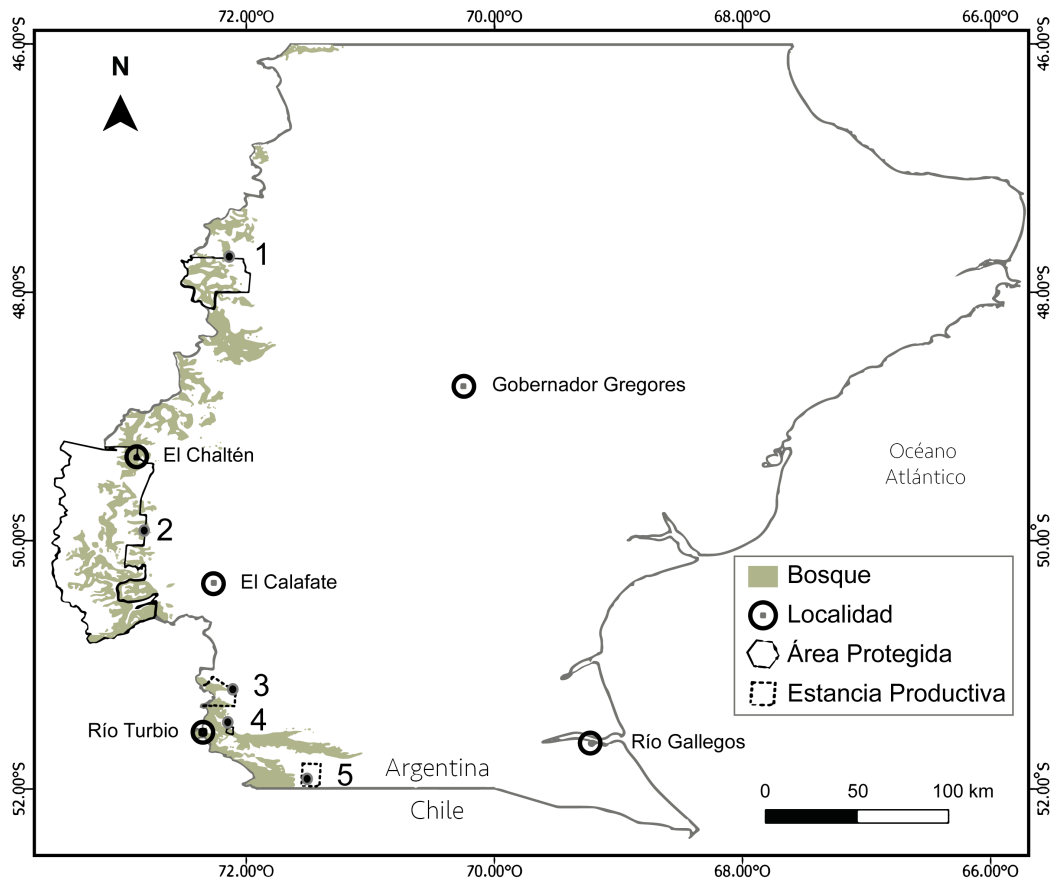 72.00°O 70.00°O 68.00°O 66.00°O
46.00°S 46.00°S
N
1
48.00°S 48.00°S
Gobernador Gregores
El Chaltén
Océano
Atlántico
2
50.00°S 50.00°S
El Calafate
Bosque
Localidad
Área Protegida
Estancia Productiva
3
4
Río Turbio
Río Gallegos
5
Argentina
Chile
52.00°S 52.00°S
0 50 100 km
72.00°O 70.00°O 68.00°O 66.00°O